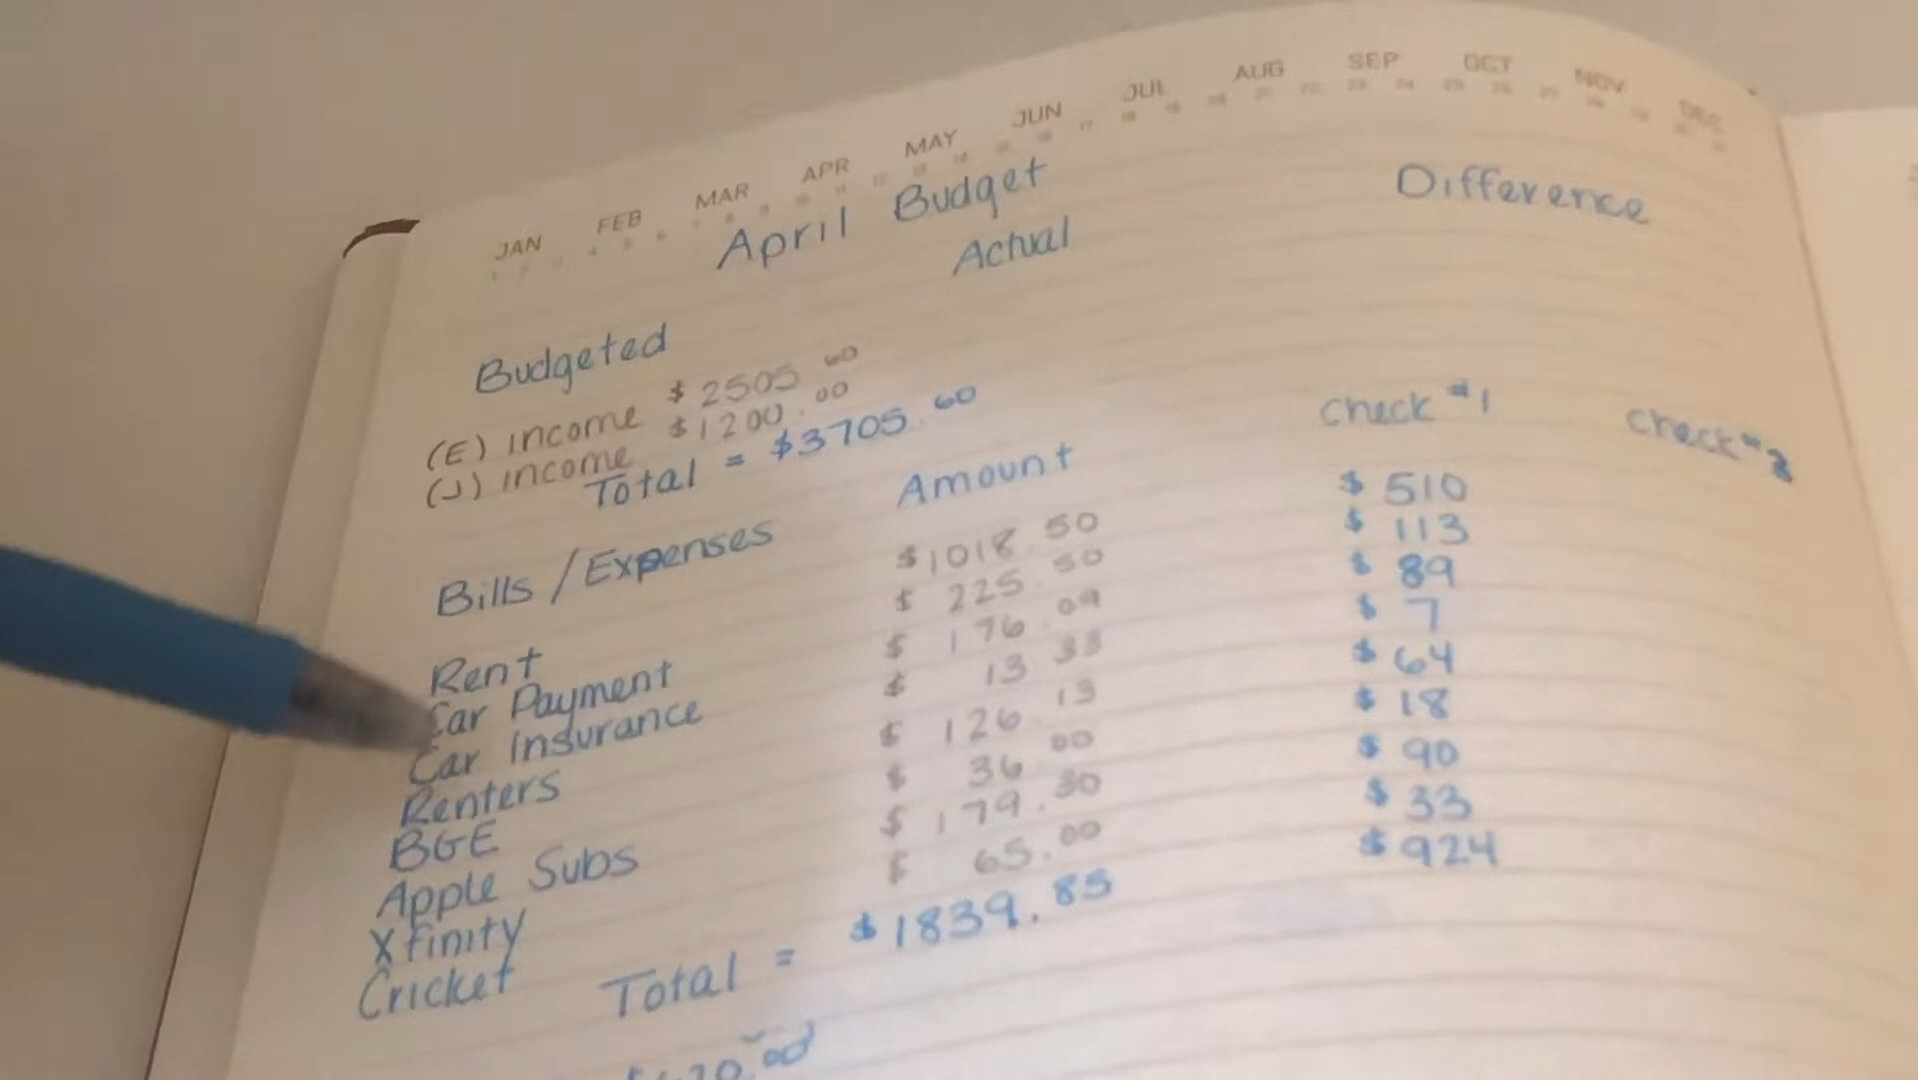 JAN FEB MAR APR MAY JUN JUL AUG SEP OCT NOV DEC
April Budget
Budgeted Actual Difference
(E) income $2505.60
(J) income $1200.00
Total = $3705.60
Bills/Expenses Amount Check #1 Check #2
Rent $1018.50 $510
Car Payment $225.50 $113
Car Insurance $176.09 $89
Renters $13.33 $7
BGE $126.13 $64
Apple Subs $36.00 $18
Xfinity $179.30 $90
Cricket $65.00 $33
Total = $1839.85 $924